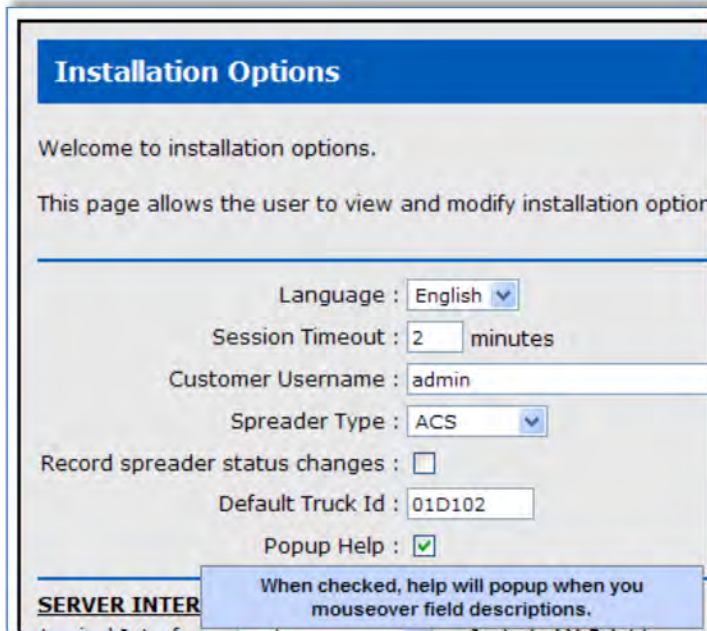 Installation Options
Welcome to installation options.
This page allows the user to view and modify installation option
Language : English
Session Timeout : 2 minutes
Customer Username : admin
Spreader Type : ACS
Record spreader status changes :
Default Truck Id : 01D102
Popup Help :
When checked, help will popup when you
mouseover field descriptions.
SERVER INTER